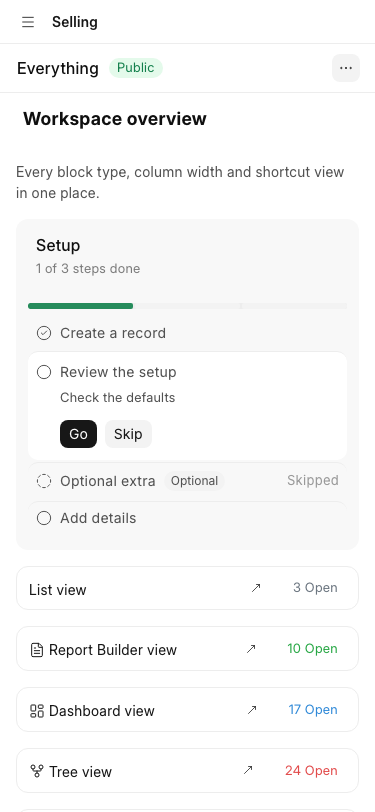 Selling
Everything Public
Workspace overview
Every block type, column width and shortcut view
in one place.
Setup
1 of 3 steps done
Create a record
Review the setup
Check the defaults
Go Skip
Optional extra Optional Skipped
Add details
List view 3 Open
Report Builder view 10 Open
Dashboard view 17 Open
Tree view 24 Open